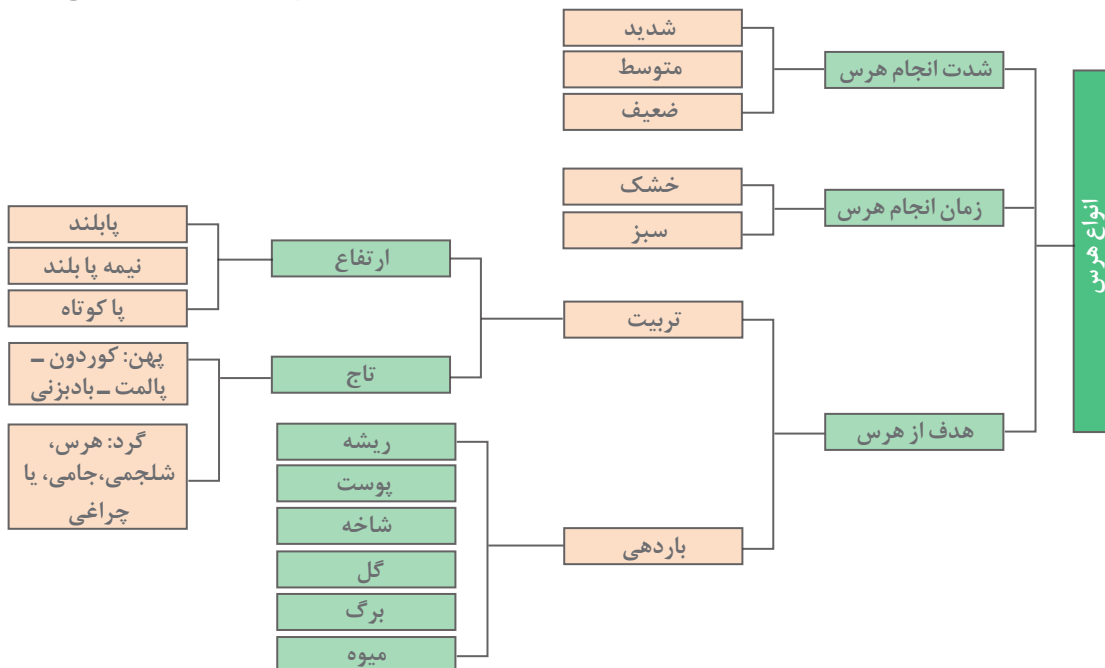 انواع هرس
شدت انجام هرس
شدید
متوسط
ضعیف
زمان انجام هرس
خشک
سبز
هدف از هرس
تربیت
ارتفاع
پابلند
نیمه پا بلند
پا کوتاه
تاج
پهن: کوردون ـ
پالمت ـ بادبزنی
گرد: هرس،
شلجمی،جامی، یا
چراغی
باردهی
ریشه
پوست
شاخه
گل
برگ
میوه